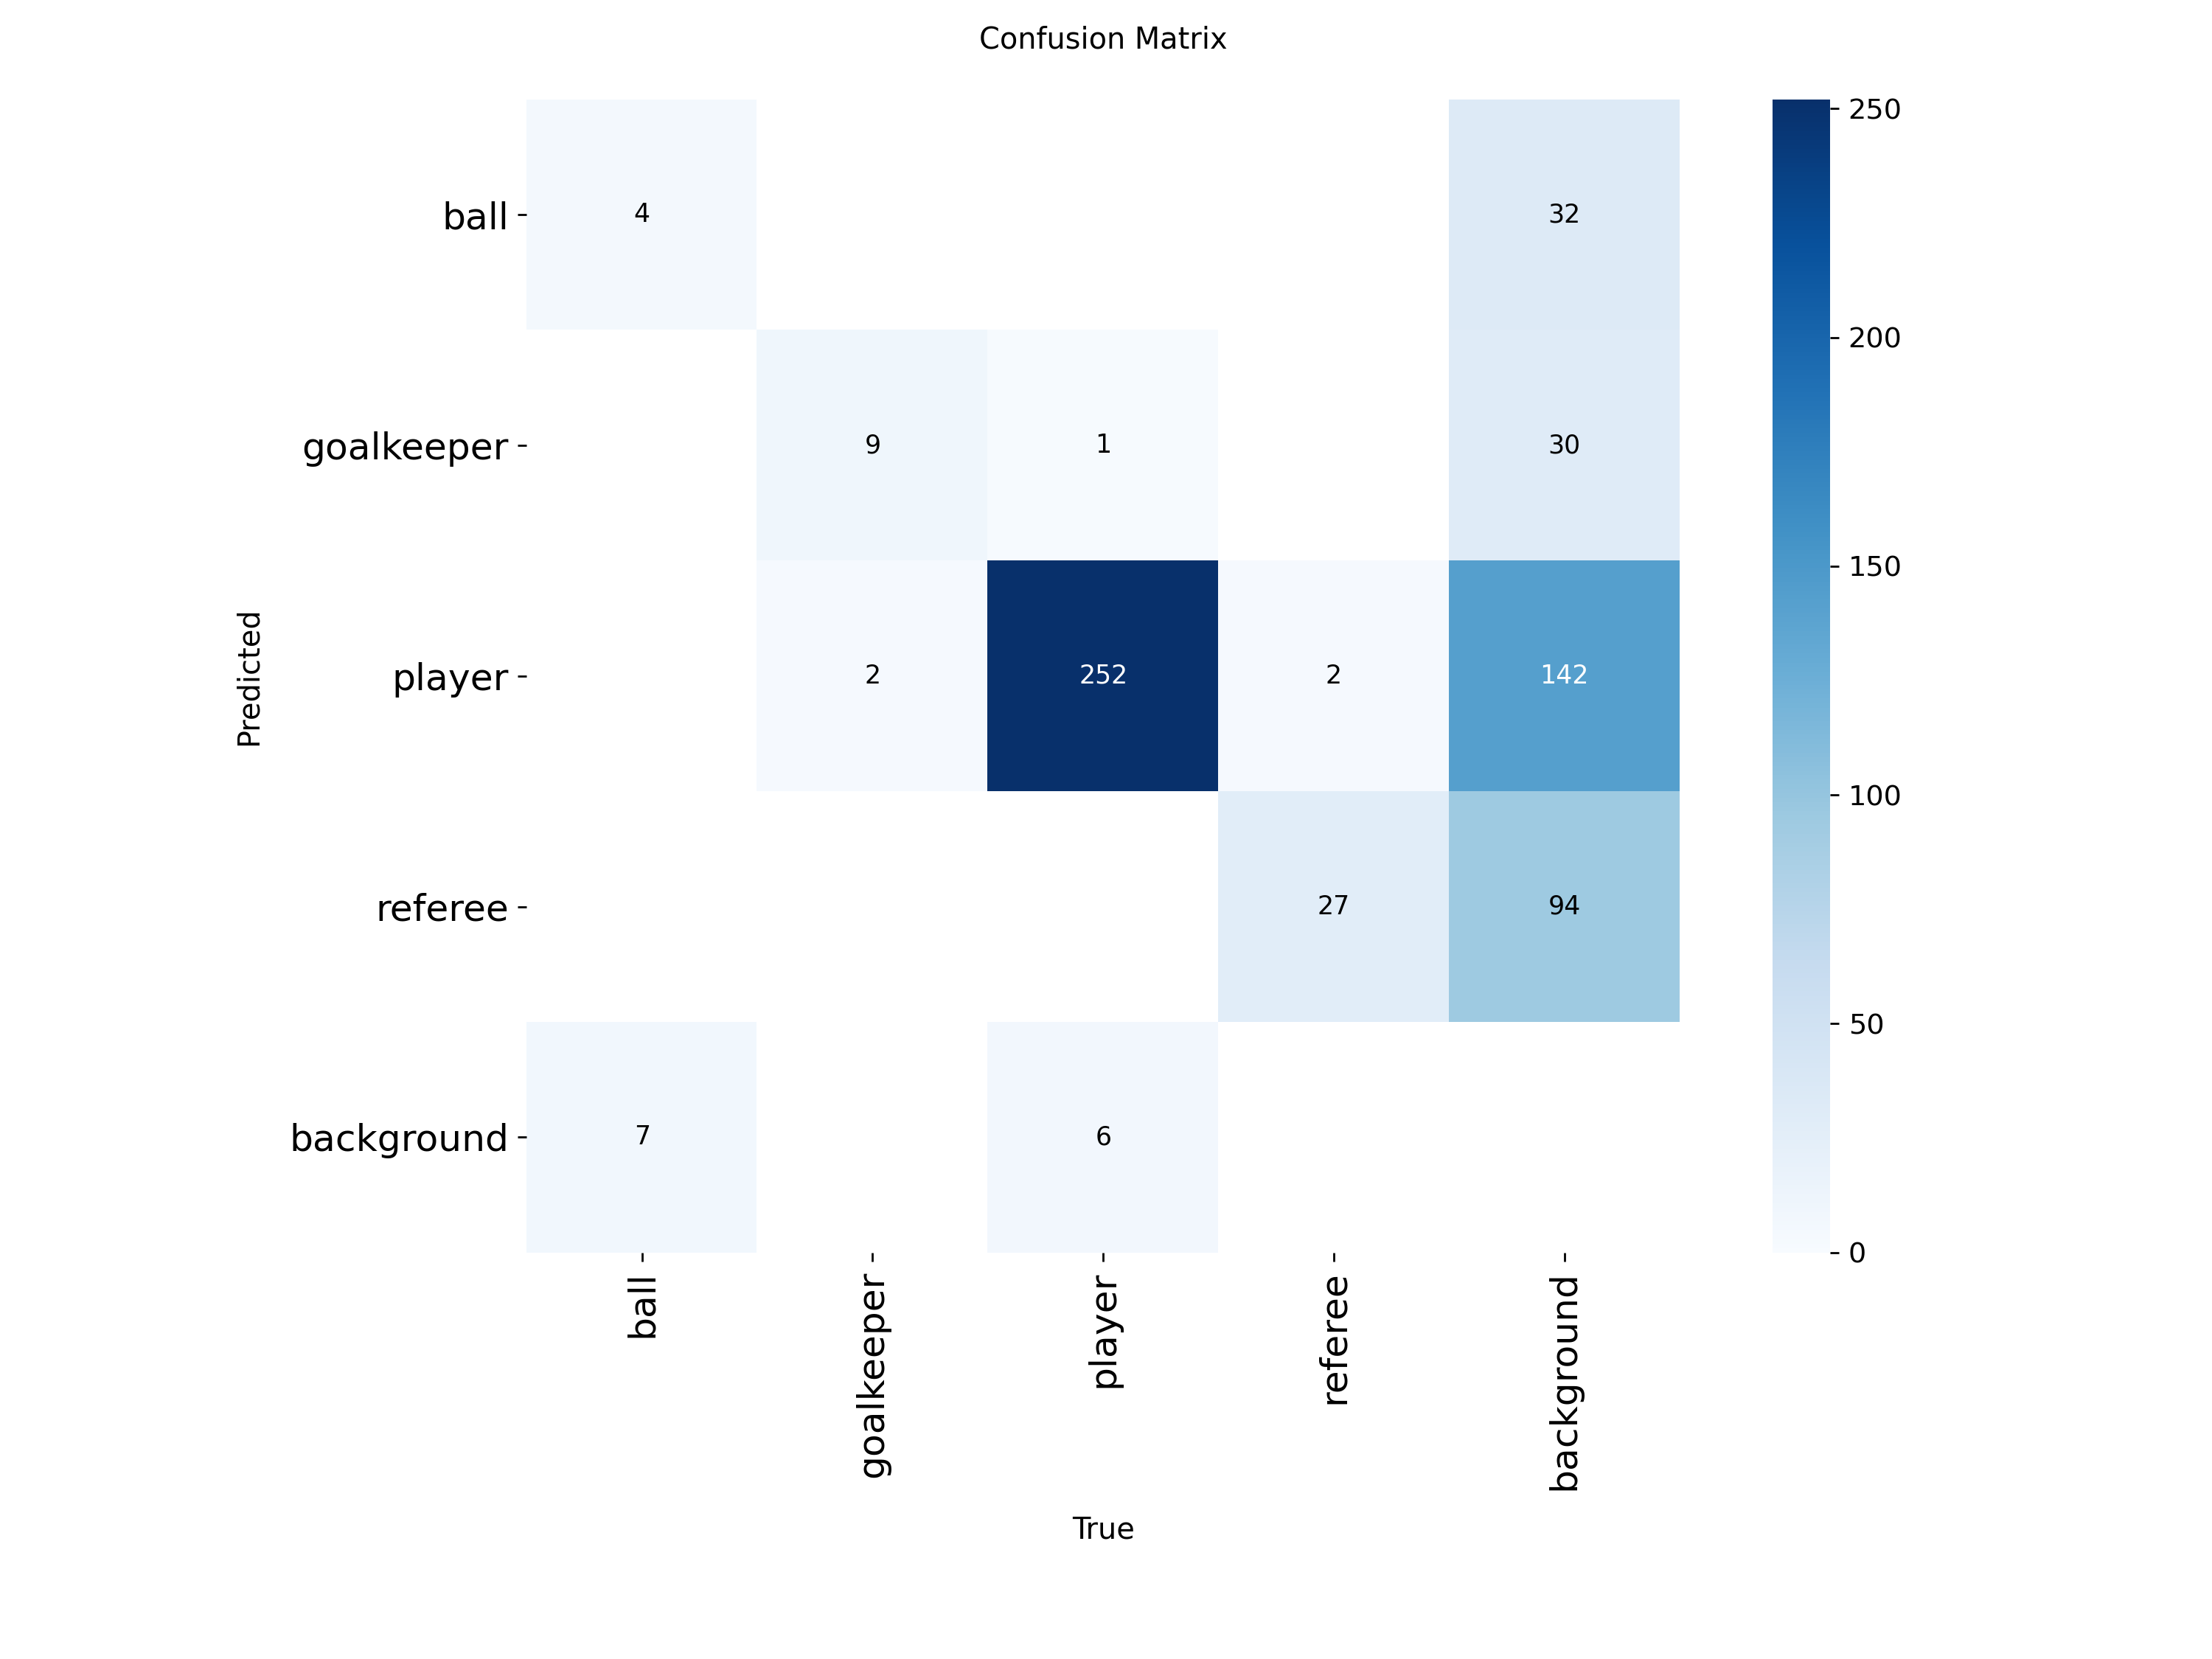 Confusion Matrix
ball
4
32
goalkeeper
9
1
30
player
2
252
2
142
referee
27
94
background
7
6
Predicted
ball
goalkeeper
player
referee
background
True
250
200
150
100
50
0